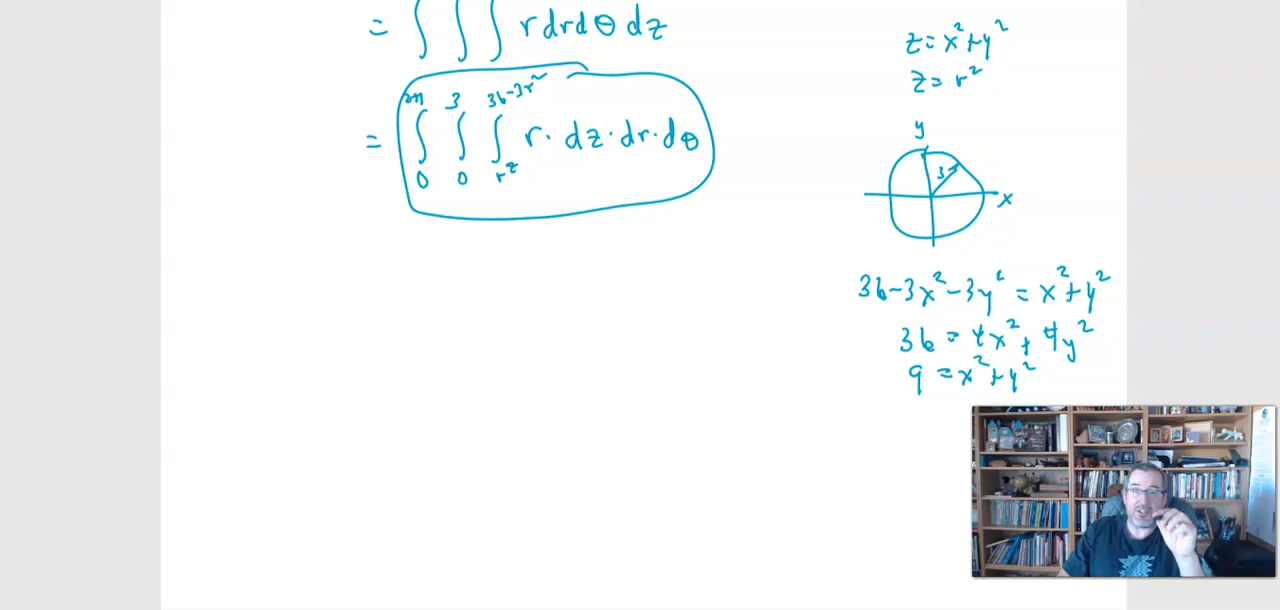 = ∫ ∫ ∫ r dr dθ dz
= ∫₀^{2π} ∫₀^{3} ∫_{r²}^{36-3r²} r · dz · dr · dθ
z = x² + y²
z = r²
y
3
x
36 - 3x² - 3y² = x² + y²
36 = 4x² + 4y²
9 = x² + y²